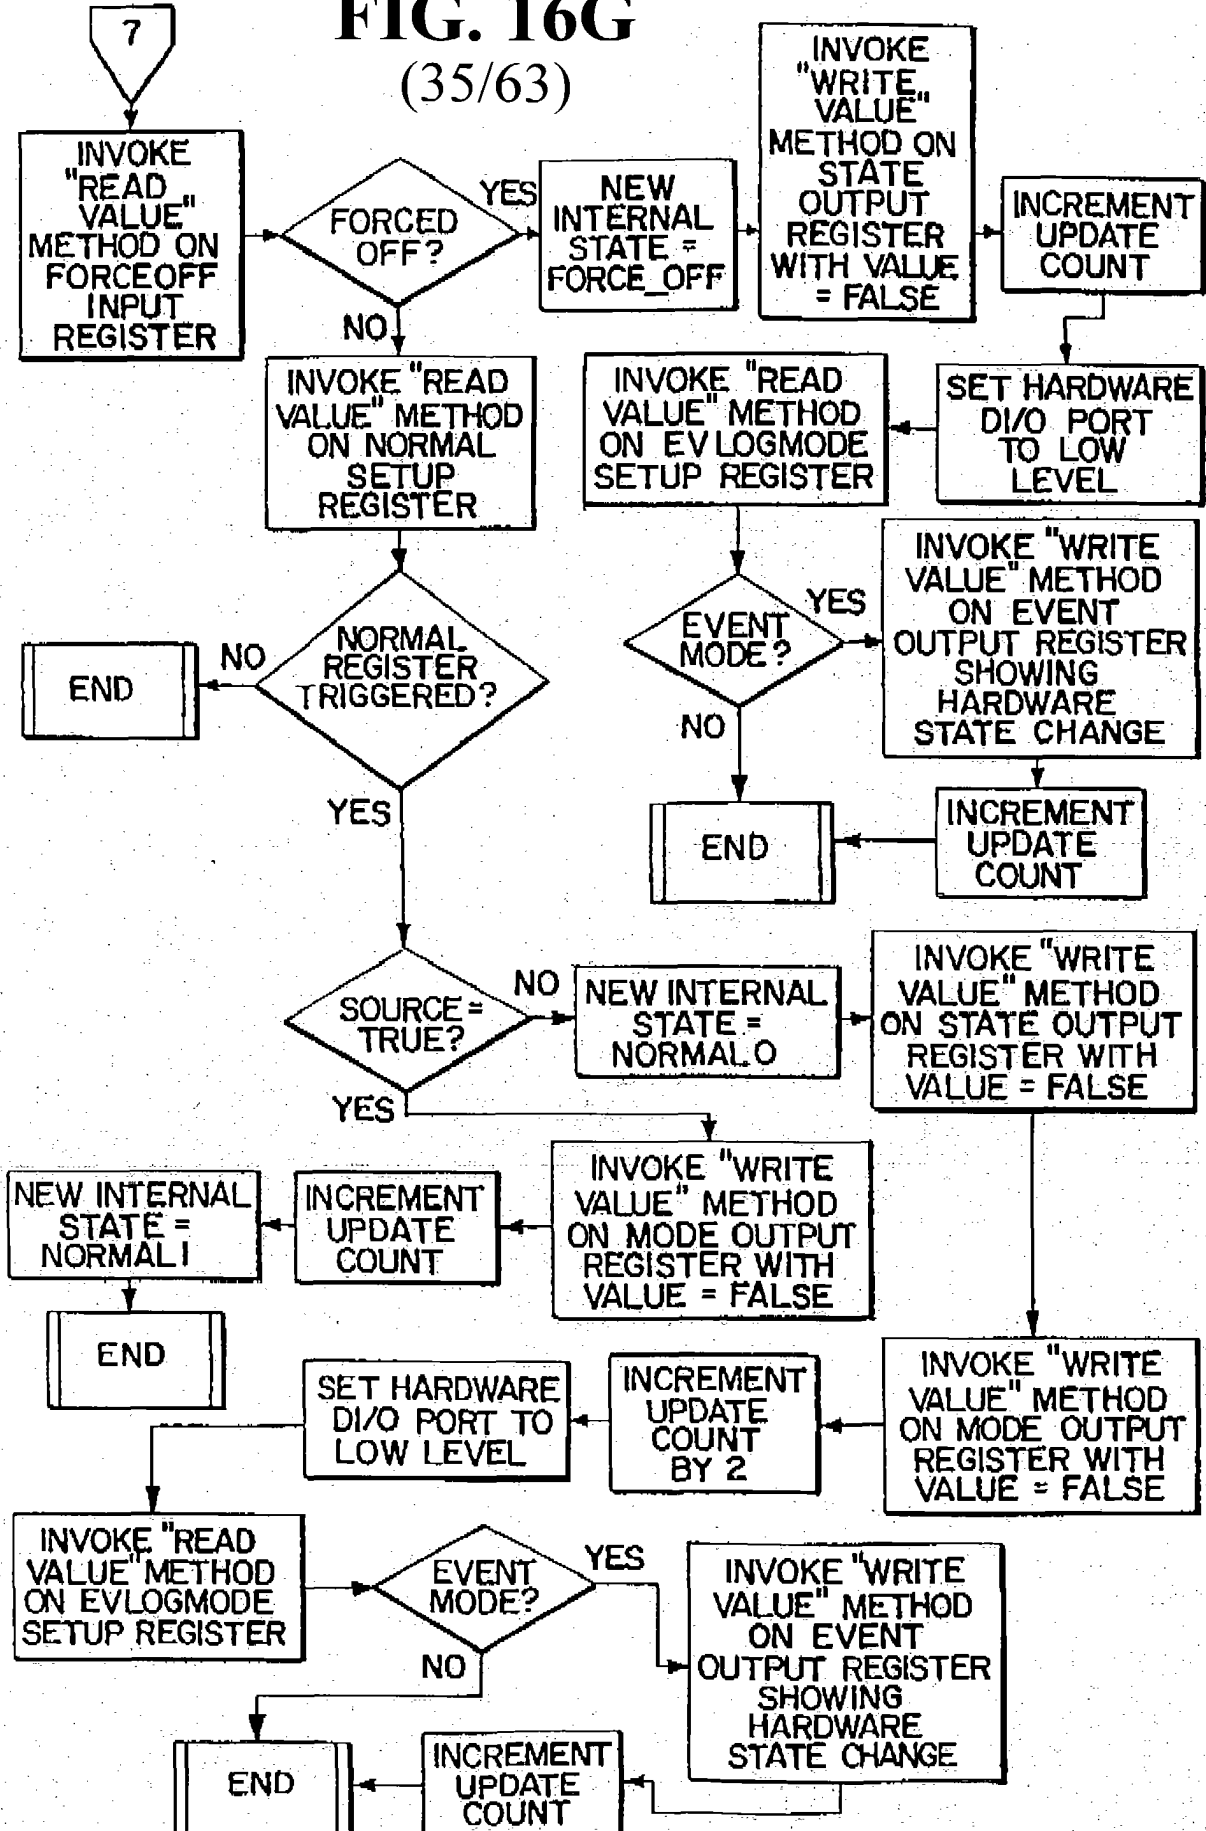 7
FIG. 16G
(35/63)
INVOKE
"READ
VALUE"
METHOD ON
FORCEOFF
INPUT
REGISTER
FORCED
OFF?
YES
NO
NEW
INTERNAL
STATE =
FORCE_OFF
INVOKE
"WRITE
VALUE"
METHOD ON
STATE
OUTPUT
REGISTER
WITH VALUE
= FALSE
INCREMENT
UPDATE
COUNT
SET HARDWARE
DI/O PORT
TO LOW
LEVEL
INVOKE "READ
VALUE" METHOD
ON EVLOGMODE
SETUP REGISTER
INVOKE "READ
VALUE" METHOD
ON NORMAL
SETUP
REGISTER
EVENT
MODE?
YES
NO
INVOKE "WRITE
VALUE" METHOD
ON EVENT
OUTPUT REGISTER
SHOWING
HARDWARE
STATE CHANGE
INCREMENT
UPDATE
COUNT
END
NORMAL
REGISTER
TRIGGERED?
NO
END
YES
SOURCE =
TRUE?
NO
NEW INTERNAL
STATE =
NORMAL0
INVOKE "WRITE
VALUE" METHOD
ON STATE OUTPUT
REGISTER WITH
VALUE = FALSE
YES
INVOKE "WRITE
VALUE" METHOD
ON MODE OUTPUT
REGISTER WITH
VALUE = FALSE
INCREMENT
UPDATE
COUNT
NEW INTERNAL
STATE =
NORMAL1
END
INVOKE "WRITE
VALUE" METHOD
ON MODE OUTPUT
REGISTER WITH
VALUE = FALSE
INCREMENT
UPDATE
COUNT
BY 2
SET HARDWARE
DI/O PORT TO
LOW LEVEL
INVOKE "READ
VALUE" METHOD
ON EVLOGMODE
SETUP REGISTER
EVENT
MODE?
YES
NO
INVOKE "WRITE
VALUE" METHOD
ON EVENT
OUTPUT REGISTER
SHOWING
HARDWARE
STATE CHANGE
INCREMENT
UPDATE
COUNT
END